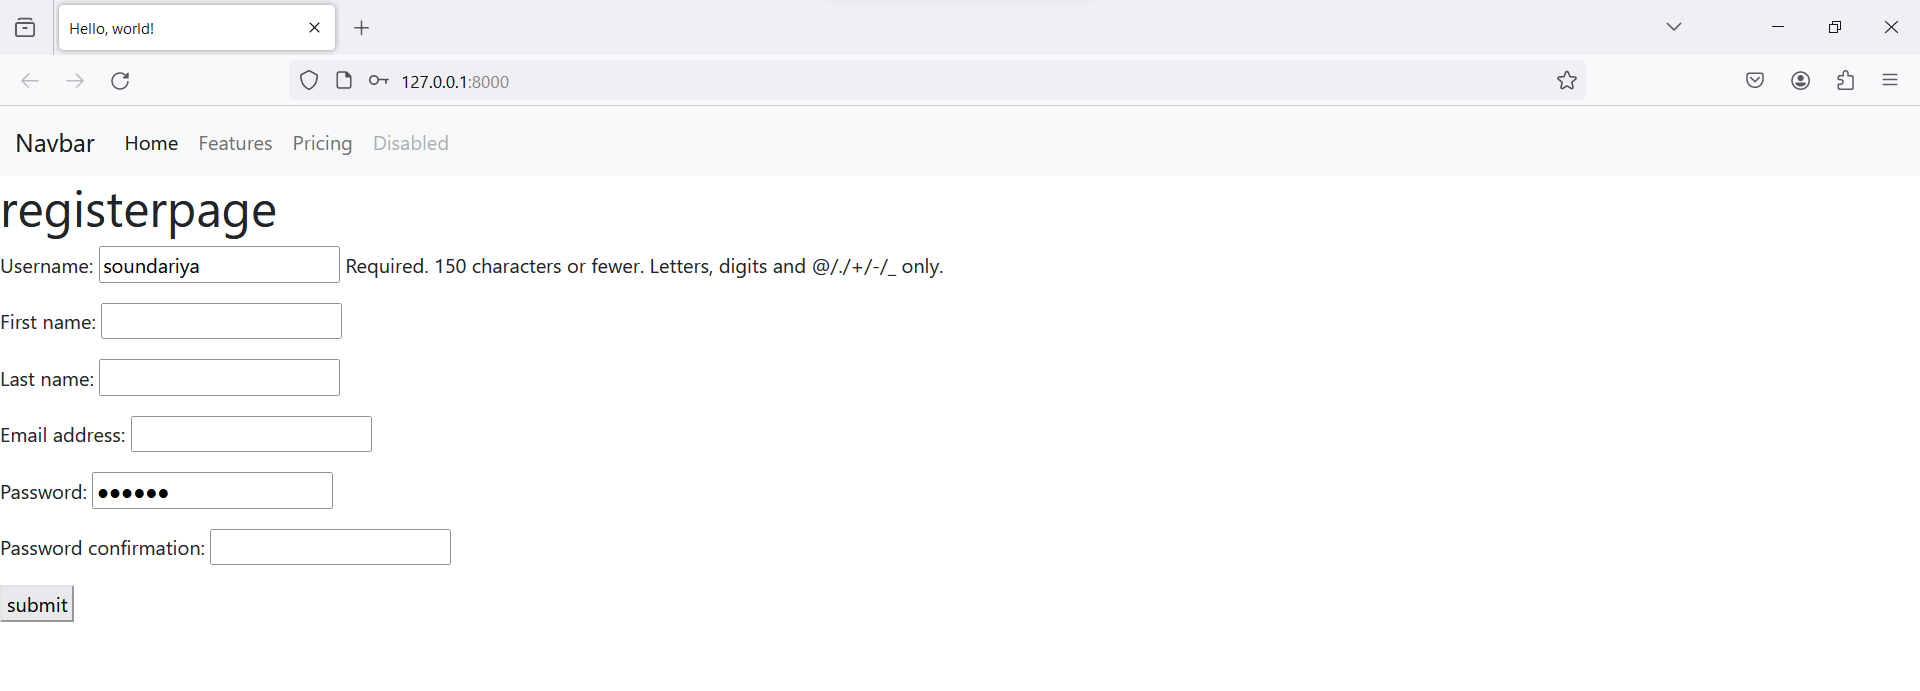 Hello, world!
127.0.0.1:8000
Navbar Home Features Pricing Disabled
registerpage
Username: soundariya Required. 150 characters or fewer. Letters, digits and @/./+/-/_ only.
First name:
Last name:
Email address:
Password: ●●●●●●
Password confirmation:
submit